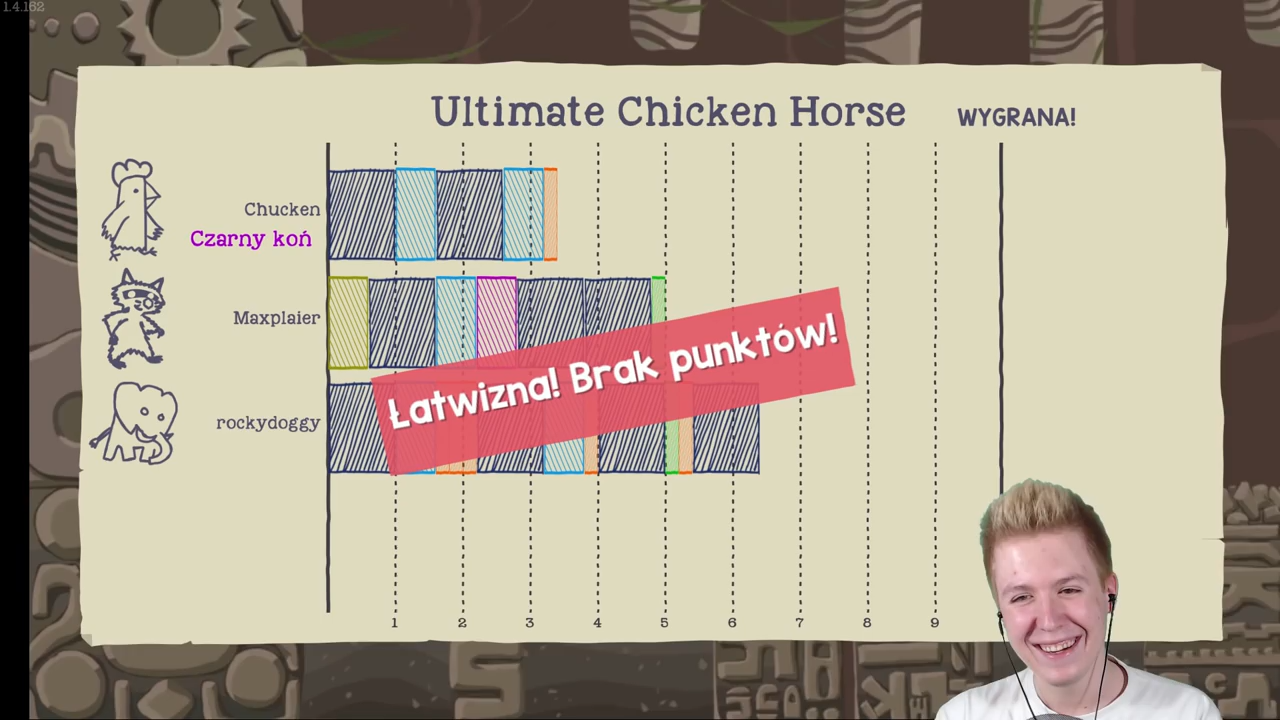 1.4.162
Ultimate Chicken Horse
WYGRANA!
Chucken
Czarny koń
Maxplaier
Łatwizna! Brak punktów!
rockydoggy
1 2 3 4 5 6 7 8 9